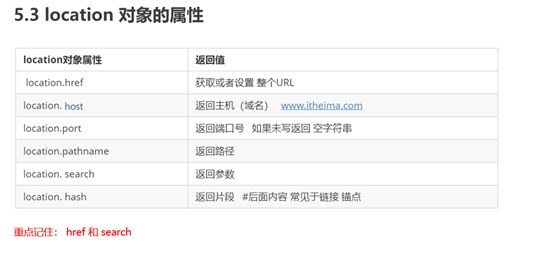 5.3 location 对象的属性
location对象属性 返回值
location.href 获取或者设置 整个URL
location. host 返回主机（域名） www.itheima.com
location.port 返回端口号 如果未写返回 空字符串
location.pathname 返回路径
location. search 返回参数
location. hash 返回片段 #后面内容 常见于链接 锚点
重点记住： href 和 search